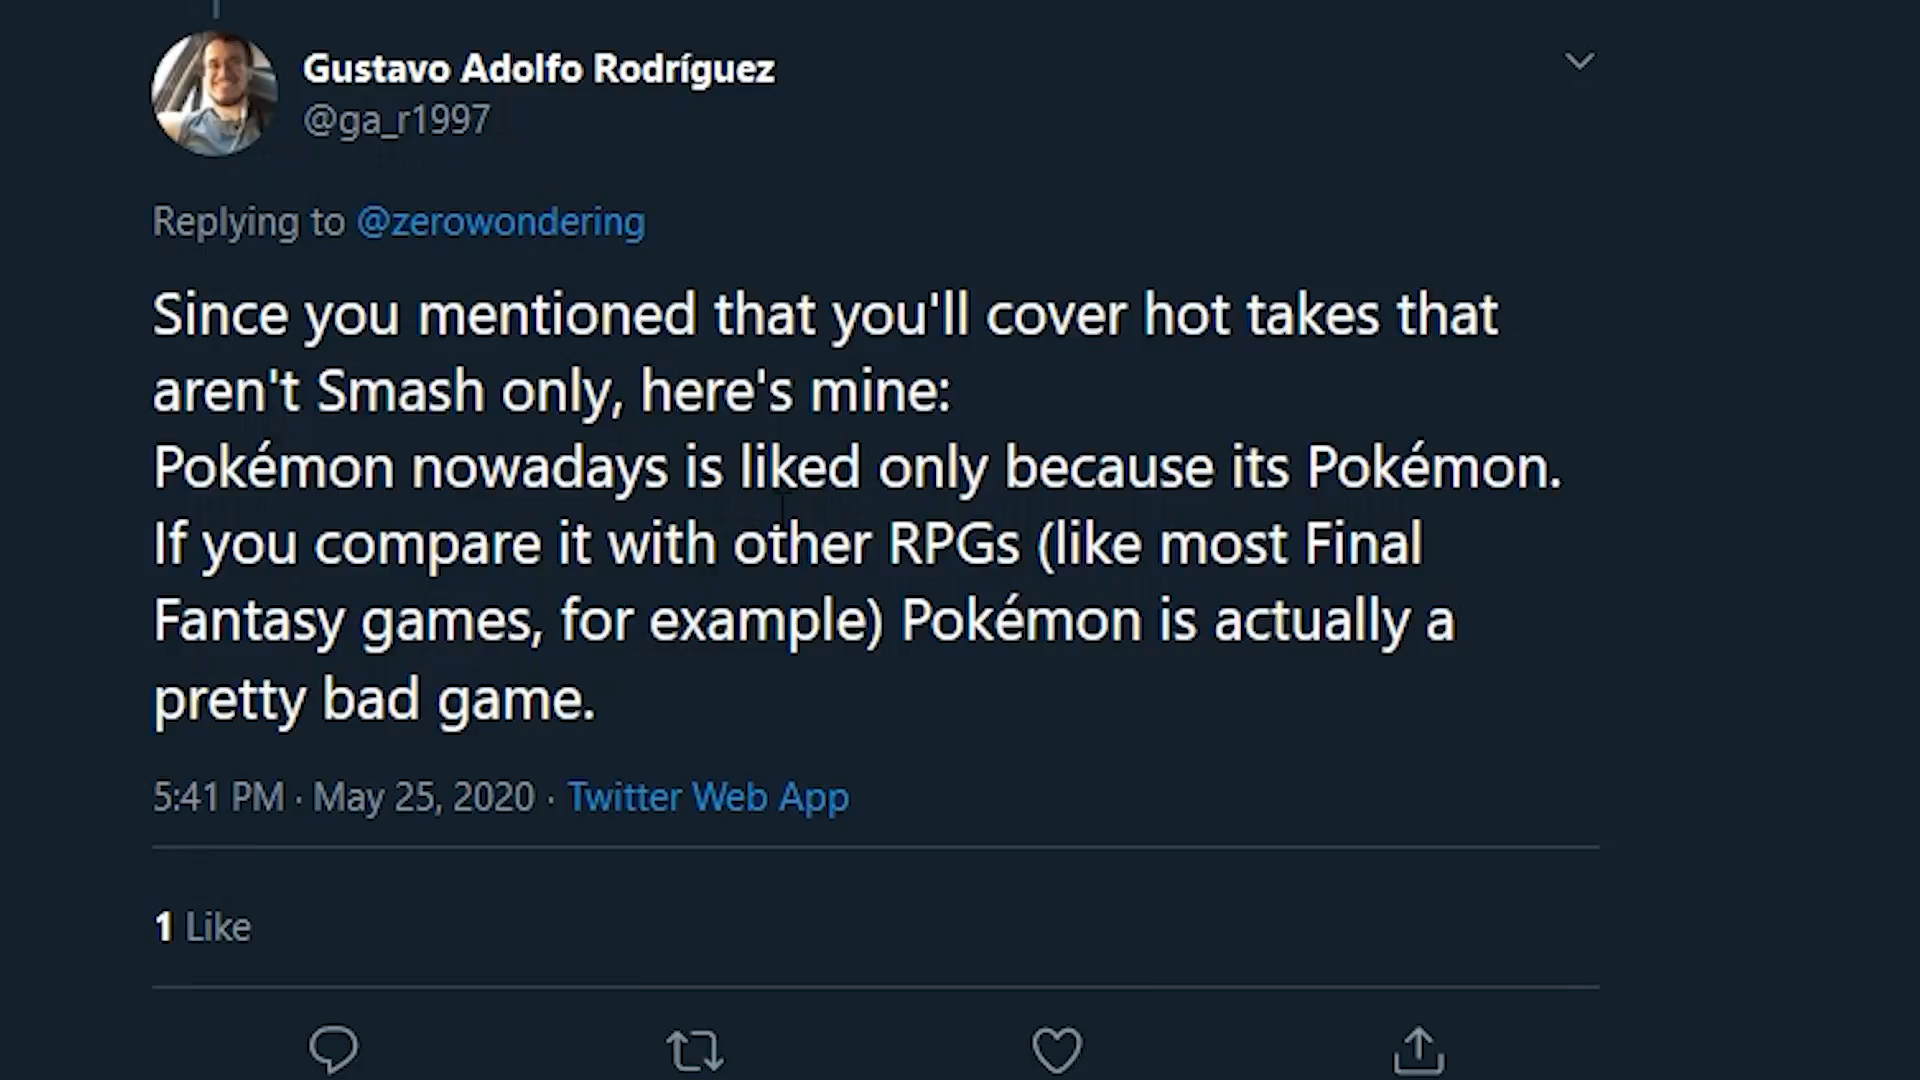 Gustavo Adolfo Rodríguez
@ga_r1997
Replying to @zerowondering
Since you mentioned that you'll cover hot takes that
aren't Smash only, here's mine:
Pokémon nowadays is liked only because its Pokémon.
If you compare it with other RPGs (like most Final
Fantasy games, for example) Pokémon is actually a
pretty bad game.
5:41 PM · May 25, 2020 · Twitter Web App
1 Like